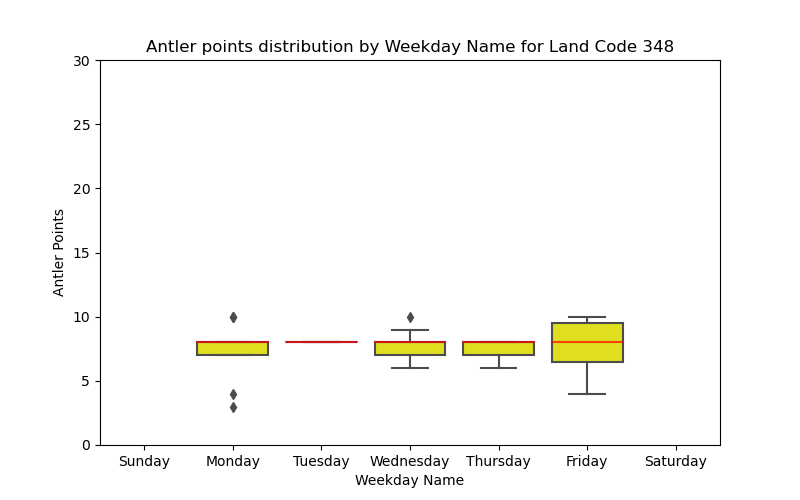 Antler points distribution by Weekday Name for Land Code 348
30
25
20
15
10
5
0
Antler Points
Sunday Monday Tuesday Wednesday Thursday Friday Saturday
Weekday Name